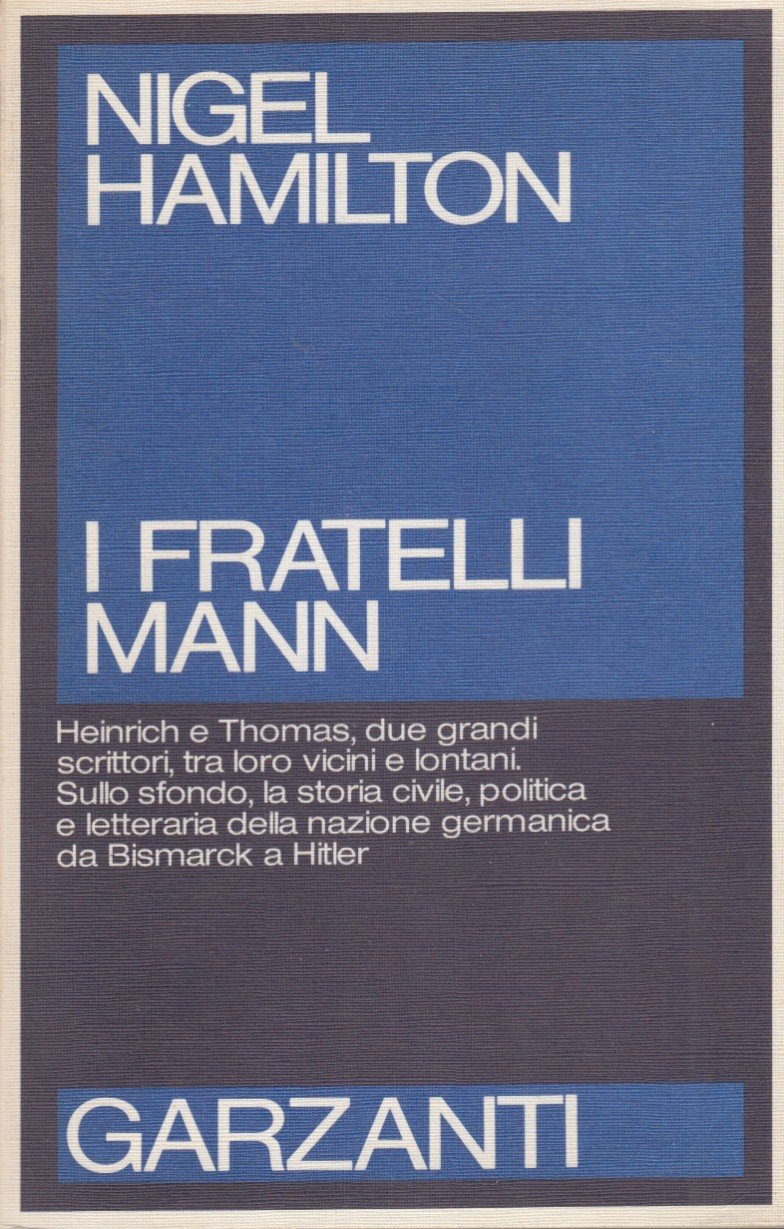 NIGEL
HAMILTON
I FRATELLI
MANN
Heinrich e Thomas, due grandi
scrittori, tra loro vicini e lontani.
Sullo sfondo, la storia civile, politica
e letteraria della nazione germanica
da Bismarck a Hitler
GARZANTI